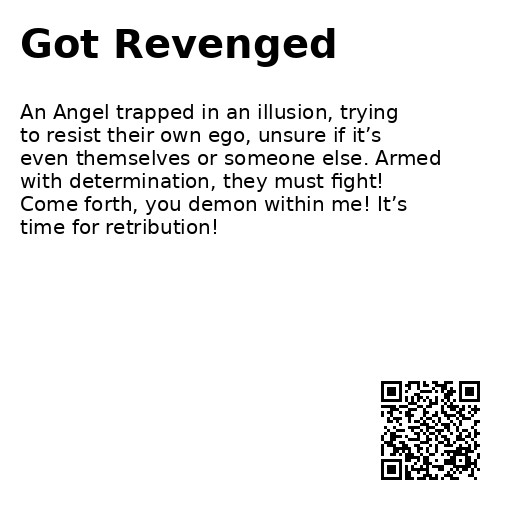 Got Revenged
An Angel trapped in an illusion, trying
to resist their own ego, unsure if it’s
even themselves or someone else. Armed
with determination, they must fight!
Come forth, you demon within me! It’s
time for retribution!